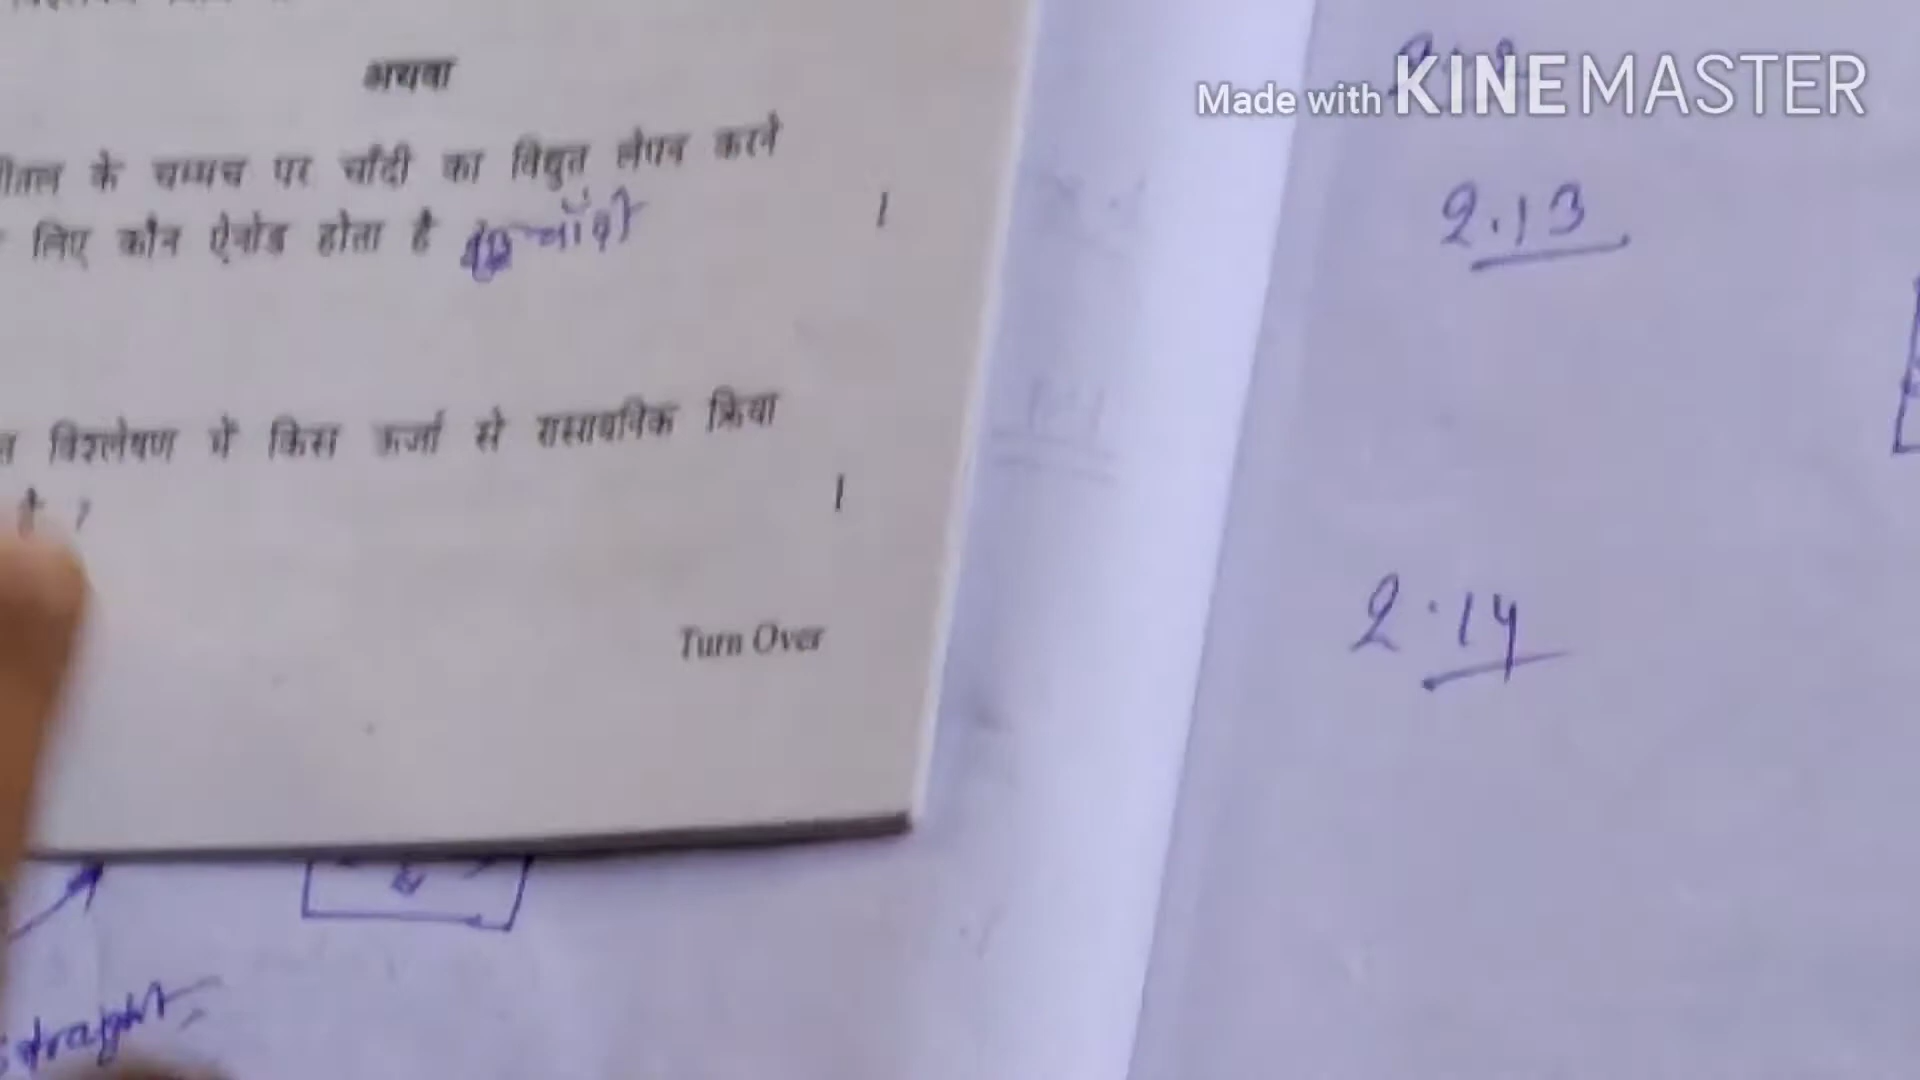 Made with KINEMASTER
अथवा
के चम्मच पर चाँदी का विद्युत लेपन करने
लिए कौन ऐनोड होता है चाँदी 1
2.13
विश्लेषण में किस ऊर्जा से रासायनिक क्रिया
है ? 1
2.14
Turn Over